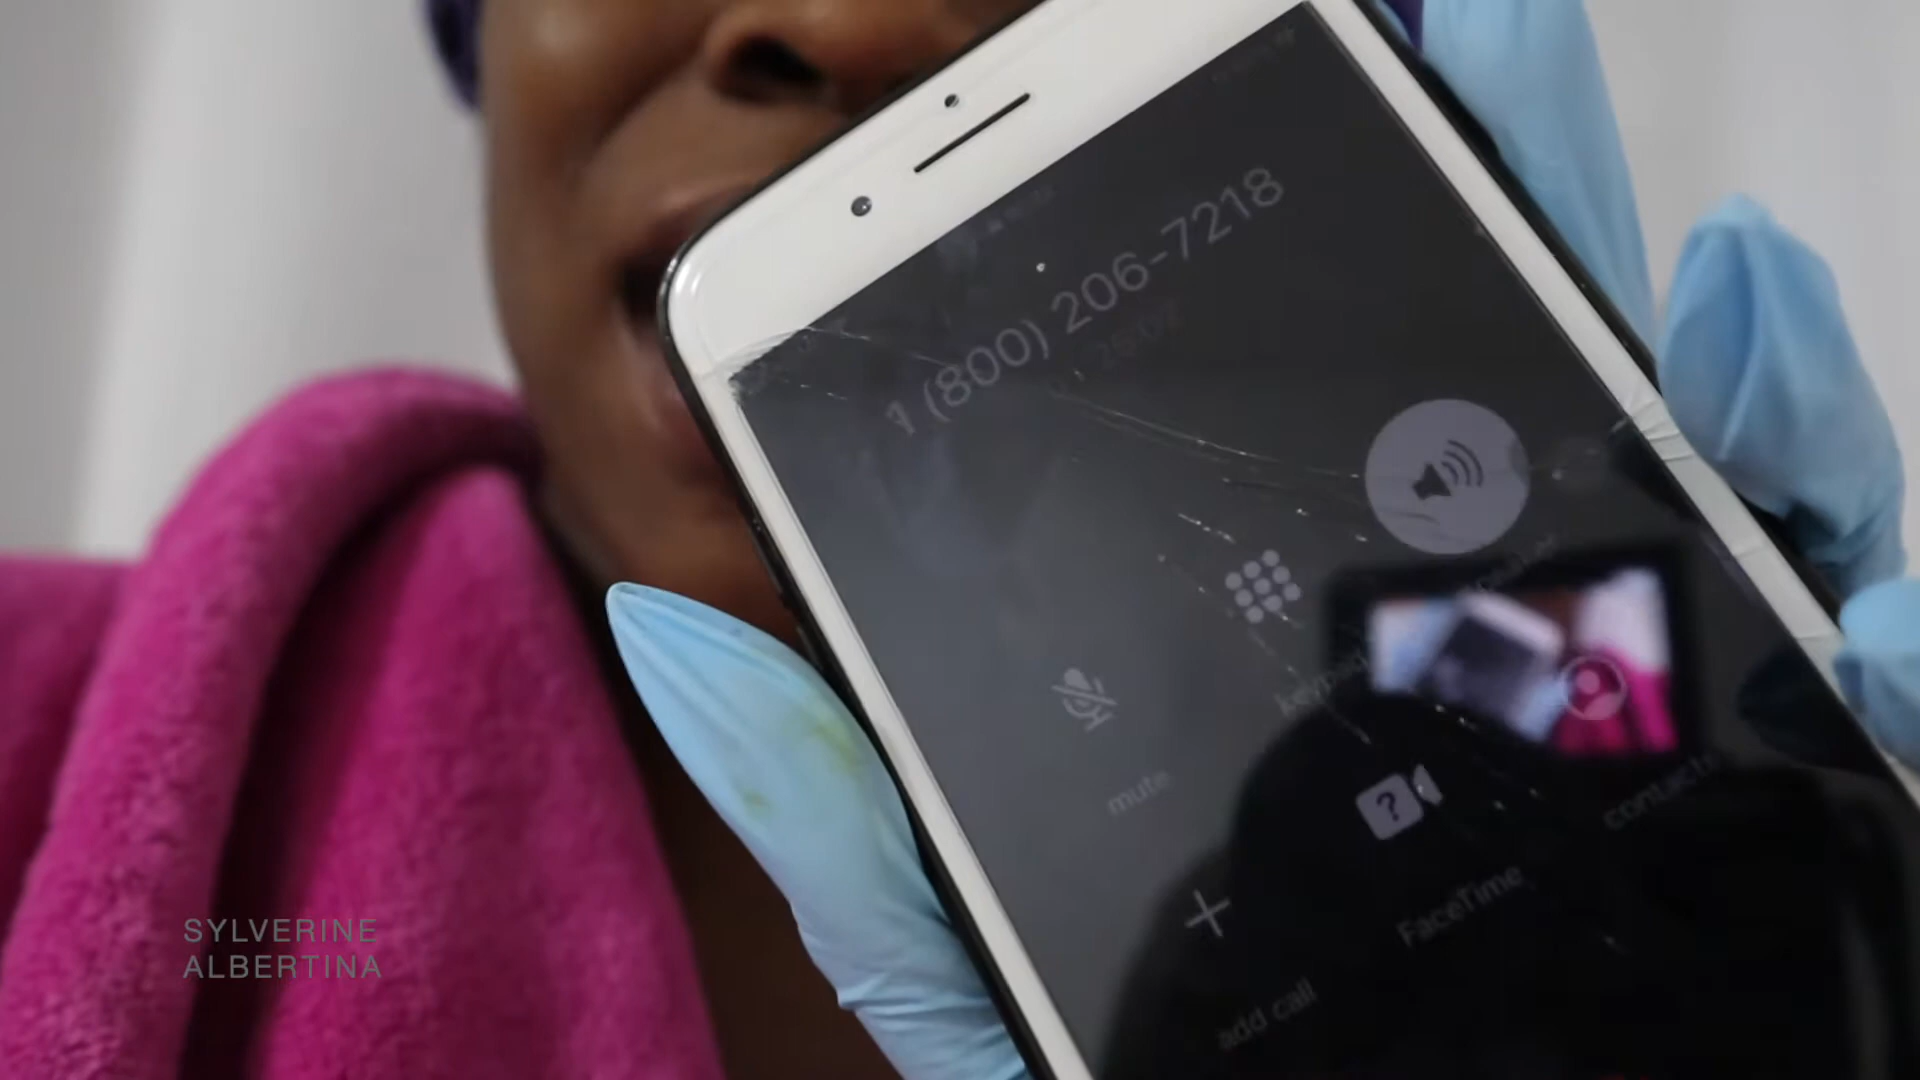 1 (800) 206-7218
mute
keypad
contacts
add call
FaceTime
SYLVERINE
ALBERTINA